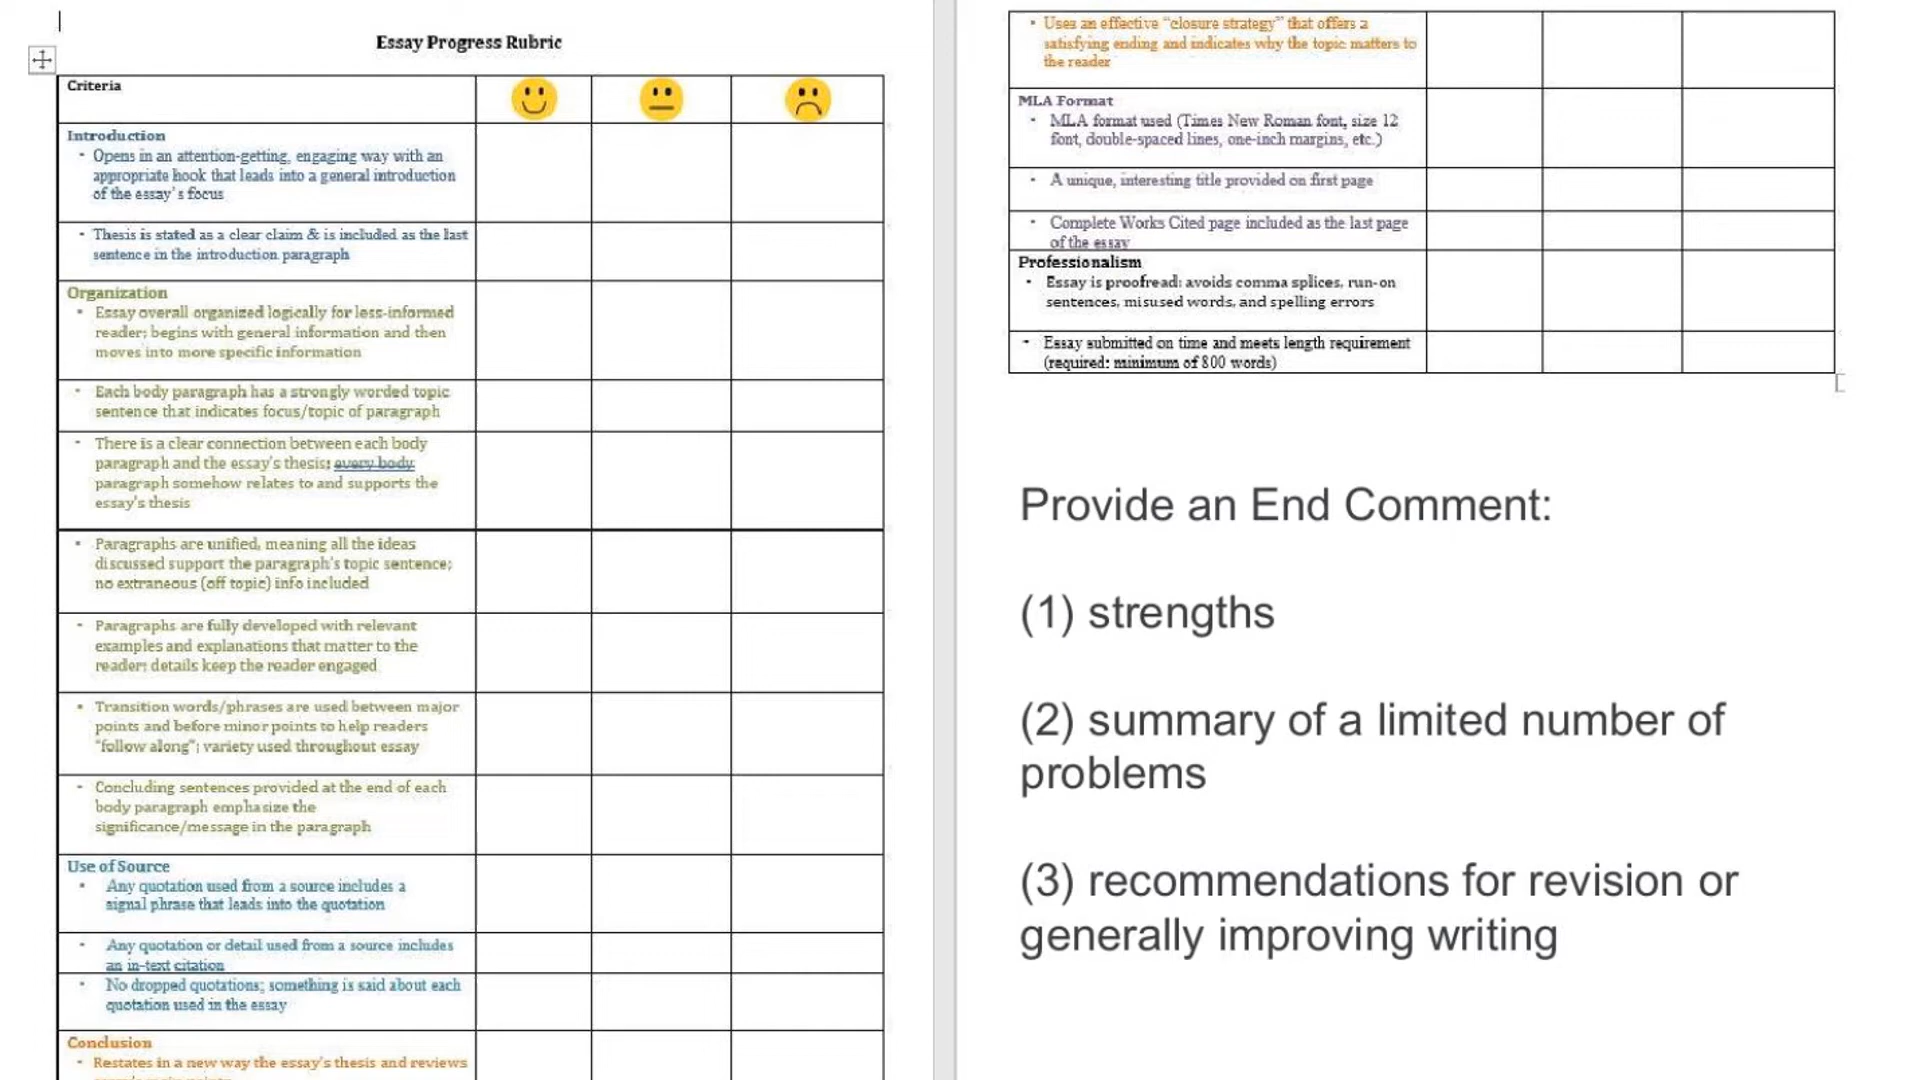 Essay Progress Rubric
Criteria
Introduction
• Opens in an attention-getting, engaging way with an
appropriate hook that leads into a general introduction
of the essay's focus
• Thesis is stated as a clear claim & is included as the last
sentence in the introduction paragraph
Organization
• Essay overall organized logically for less-informed
reader; begins with general information and then
moves into more specific information
• Each body paragraph has a strongly worded topic
sentence that indicates focus/topic of paragraph
• There is a clear connection between each body
paragraph and the essay's thesis; every body
paragraph somehow relates to and supports the
essay's thesis
• Paragraphs are unified, meaning all the ideas
discussed support the paragraph's topic sentence;
no extraneous (off topic) info included
• Paragraphs are fully developed with relevant
examples and explanations that matter to the
reader; details keep the reader engaged
• Transition words/phrases are used between major
points and before minor points to help readers
"follow along"; variety used throughout essay
• Concluding sentences provided at the end of each
body paragraph emphasize the
significance/message in the paragraph
Use of Source
• Any quotation used from a source includes a
signal phrase that leads into the quotation
• Any quotation or detail used from a source includes
an in-text citation
• No dropped quotations; something is said about each
quotation used in the essay
Conclusion
• Restates in a new way the essay's thesis and reviews
• Uses an effective "closure strategy" that offers a
satisfying ending and indicates why the topic matters to
the reader
MLA Format
• MLA format used (Times New Roman font, size 12
font, double-spaced lines, one-inch margins, etc.)
• A unique, interesting title provided on first page
• Complete Works Cited page included as the last page
of the essay
Professionalism
• Essay is proofread: avoids comma splices, run-on
sentences, misused words, and spelling errors
• Essay submitted on time and meets length requirement
(required: minimum of 800 words)
Provide an End Comment:
(1) strengths
(2) summary of a limited number of
problems
(3) recommendations for revision or
generally improving writing